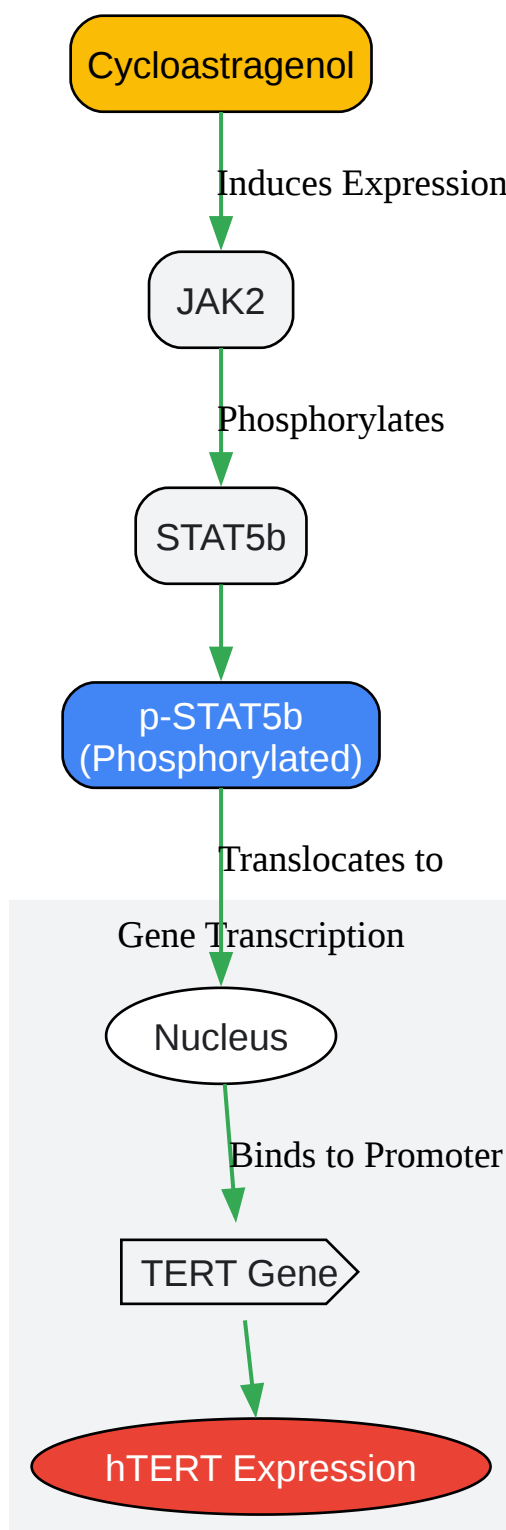 Cycloastragenol
Induces Expression
JAK2
Phosphorylates
STAT5b
p-STAT5b
(Phosphorylated)
Translocates to
Gene Transcription
Nucleus
Binds to Promoter
TERT Gene
hTERT Expression